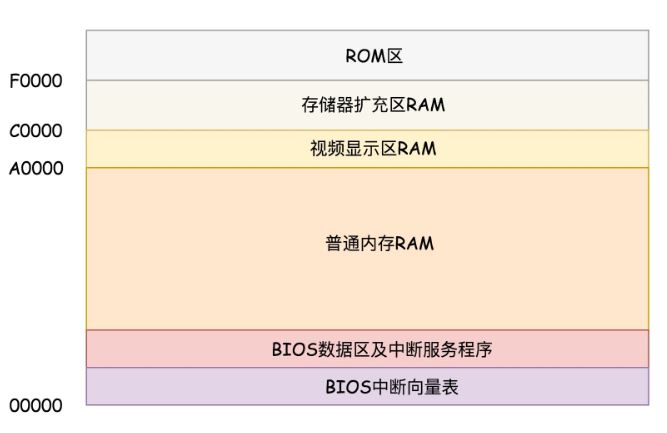 ROM区
F0000
存储器扩充区RAM
C0000
视频显示区RAM
A0000
普通内存RAM
BIOS数据区及中断服务程序
BIOS中断向量表
00000